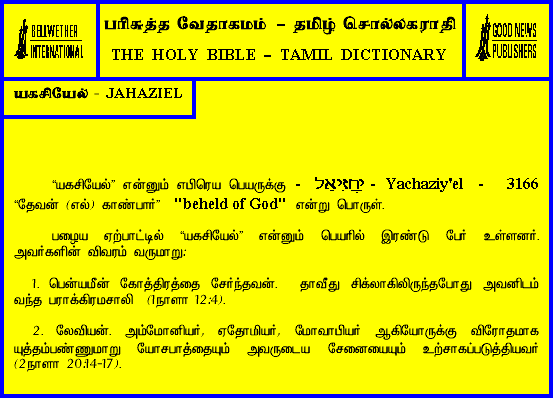 BELLWETHER
INTERNATIONAL
பரிசுத்த வேதாகமம் – தமிழ் சொல்லகராதி
THE HOLY BIBLE – TAMIL DICTIONARY
GOOD NEWS
PUBLISHERS
யகசியேல் - JAHAZIEL
“யகசியேல்” என்னும் எபிரெய பெயருக்கு - יַחֲזִיאֵל - Yachaziy'el - 3166
“தேவன் (எல்) காண்பார்” "beheld of God" என்று பொருள்.
பழைய ஏற்பாட்டில் “யகசியேல்” என்னும் பெயரில் இரண்டு பேர் உள்ளனர்.
அவர்களின் விவரம் வருமாறு:
1. பென்யமீன் கோத்திரத்தை சேர்ந்தவன். தாவீது சிக்லாகிலிருந்தபோது அவனிடம்
வந்த பராக்கிரமசாலி (1நாளா 12:4).
2. லேவியன். அம்மோனியர், ஏதோமியர், மோவாபியர் ஆகியோருக்கு விரோதமாக
யுத்தம்பண்ணுமாறு யோசபாத்தையும் அவருடைய சேனையையும் உற்சாகப்படுத்தியவர்
(2நாளா 20:14-17).